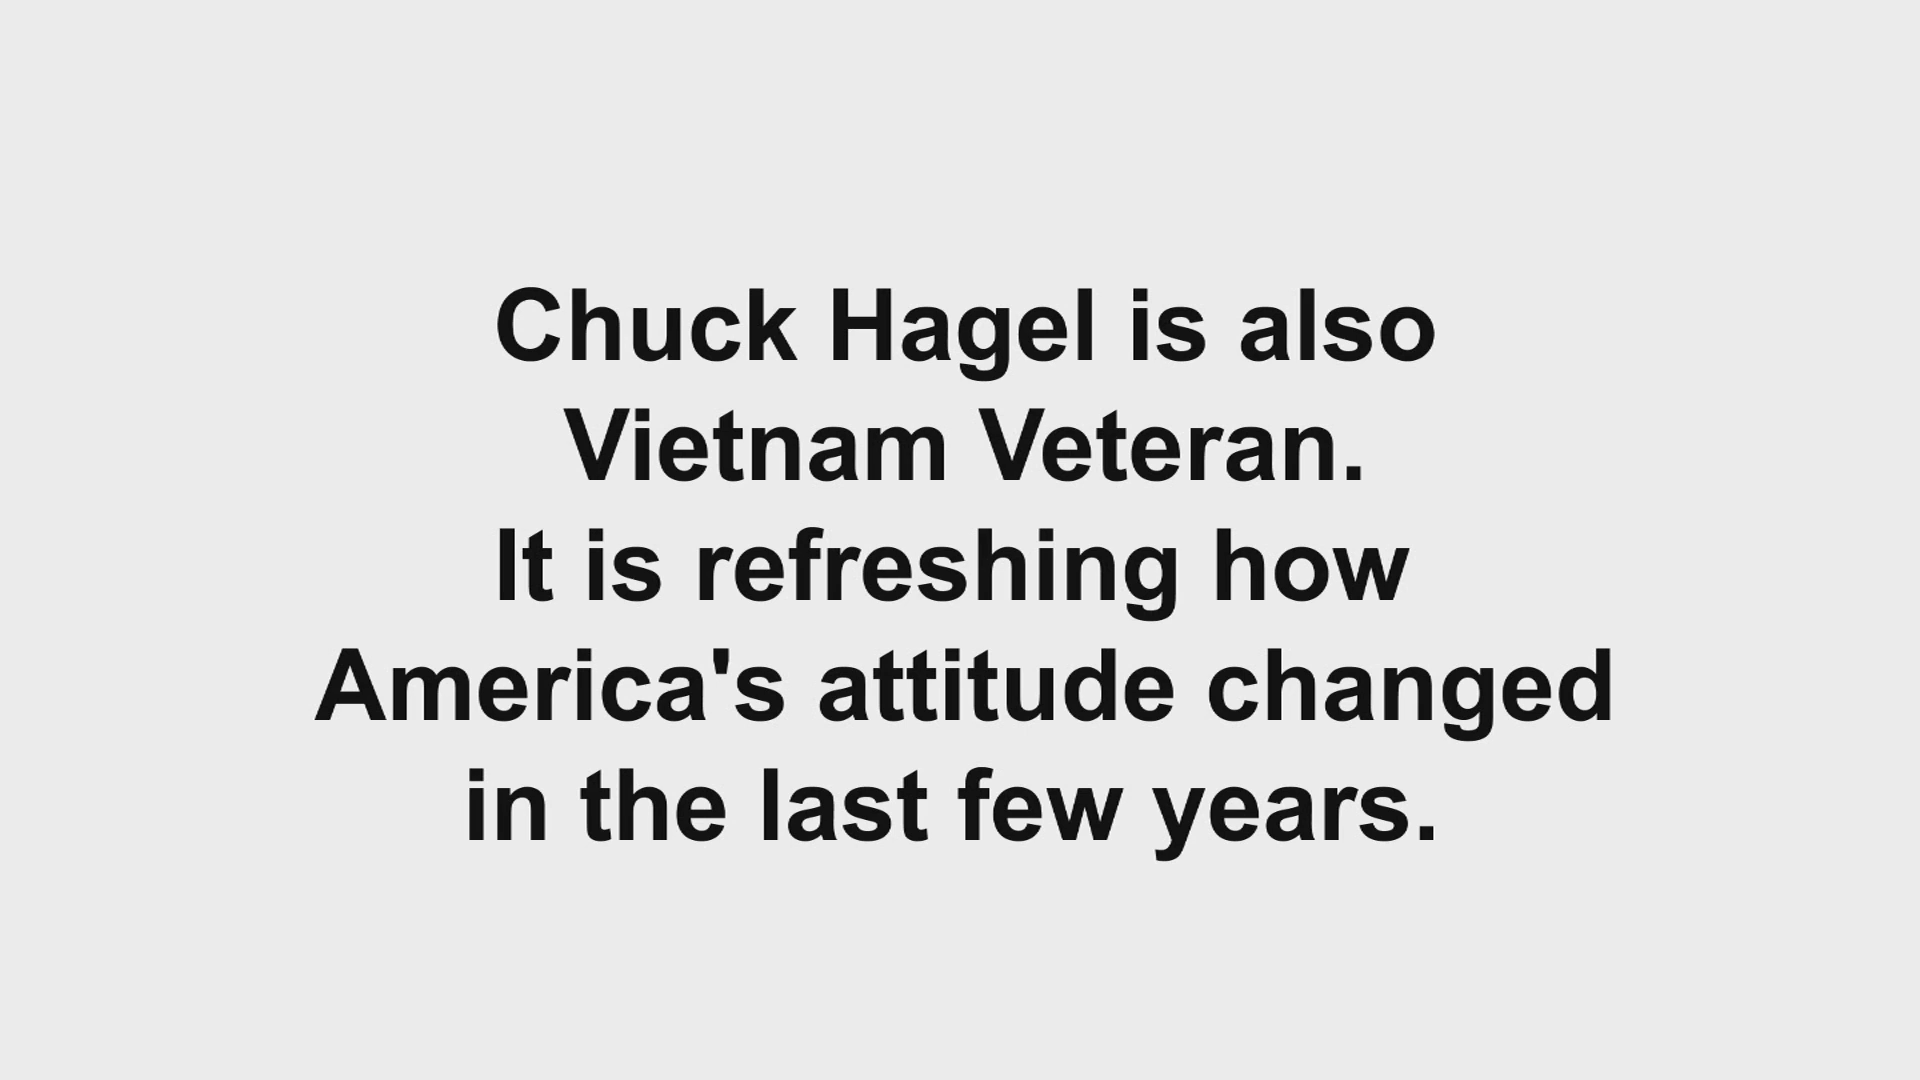 Chuck Hagel is also
Vietnam Veteran.
It is refreshing how
America's attitude changed
in the last few years.